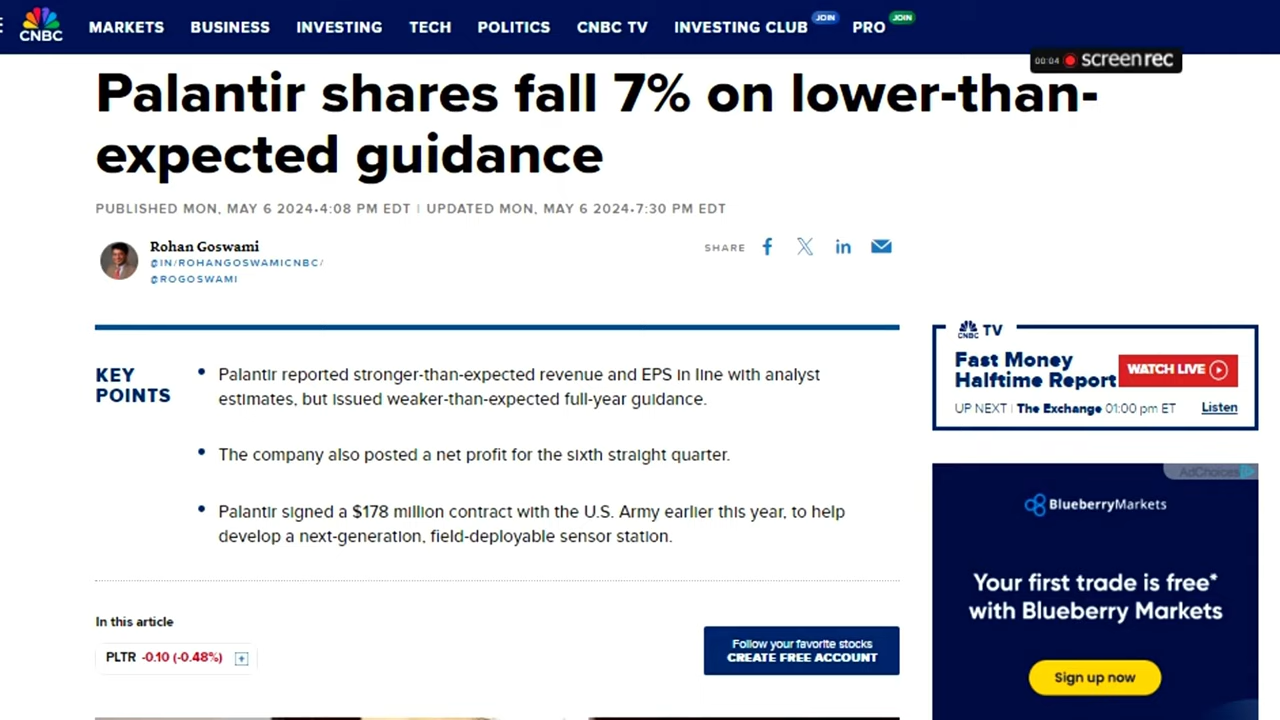 CNBC
MARKETS BUSINESS INVESTING TECH POLITICS CNBC TV INVESTING CLUB JOIN PRO JOIN
00:04 screen rec
Palantir shares fall 7% on lower-than-
expected guidance
PUBLISHED MON, MAY 6 2024•4:08 PM EDT | UPDATED MON, MAY 6 2024•7:30 PM EDT
Rohan Goswami
@IN/ROHANGOSWAMICNBC/
@ROGOSWAMI
SHARE
KEY
POINTS
Palantir reported stronger-than-expected revenue and EPS in line with analyst
estimates, but issued weaker-than-expected full-year guidance.
The company also posted a net profit for the sixth straight quarter.
Palantir signed a $178 million contract with the U.S. Army earlier this year, to help
develop a next-generation, field-deployable sensor station.
In this article
PLTR -0.10 (-0.48%)
Follow your favorite stocks
CREATE FREE ACCOUNT
CNBC TV
Fast Money
Halftime Report
WATCH LIVE
UP NEXT | The Exchange 01:00 pm ET
Listen
AdChoices
BlueberryMarkets
Your first trade is free*
with Blueberry Markets
Sign up now